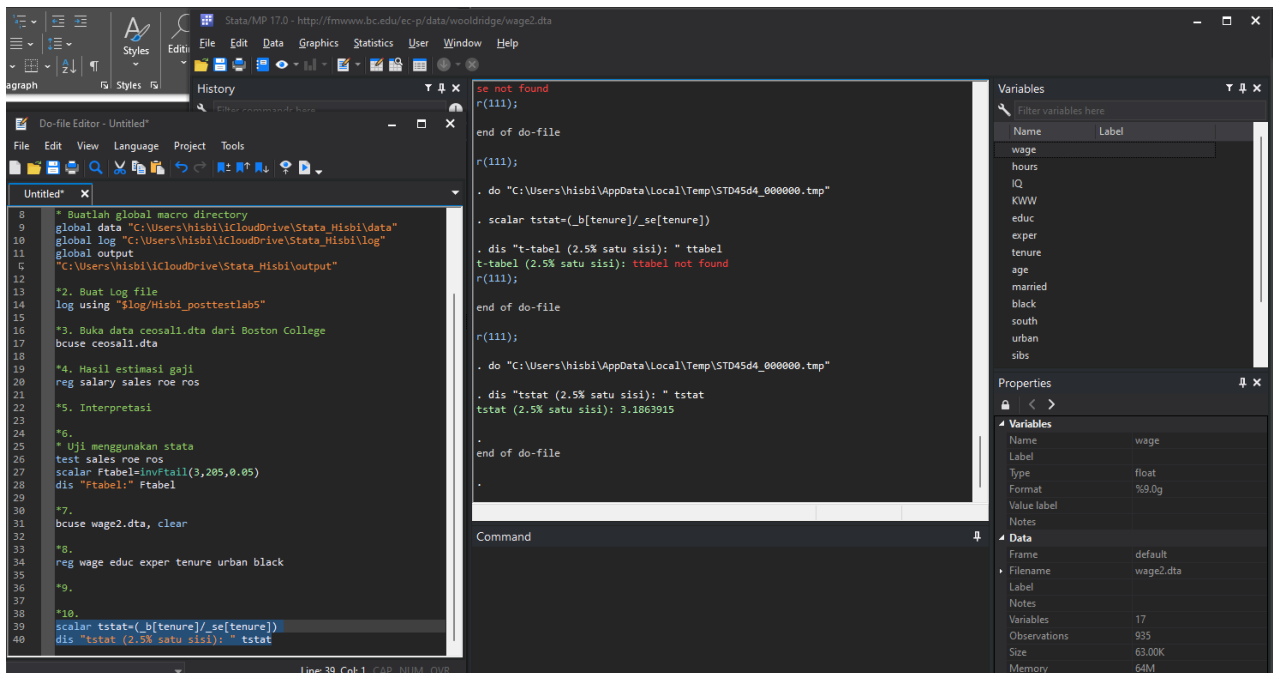 Styles
Editi
agraph
Styles
Stata/MP 17.0 - http://fmwww.bc.edu/ec-p/data/wooldridge/wage2.dta
File Edit Data Graphics Statistics User Window Help
History
Filter commands here
Do-file Editor - Untitled*
File Edit View Language Project Tools
Untitled*
8 * Buatlah global macro directory
9 global data "C:\Users\hisbi\iCloudDrive\Stata_Hisbi\data"
10 global log "C:\Users\hisbi\iCloudDrive\Stata_Hisbi\log"
11 global output
"C:\Users\hisbi\iCloudDrive\Stata_Hisbi\output"
12
13 *2. Buat Log file
14 log using "$log/Hisbi_posttestlab5"
15
16 *3. Buka data ceosal1.dta dari Boston College
17 bcuse ceosal1.dta
18
19 *4. Hasil estimasi gaji
20 reg salary sales roe ros
21
22 *5. Interpretasi
23
24 *6.
25 * Uji menggunakan stata
26 test sales roe ros
27 scalar Ftabel=invFtail(3,205,0.05)
28 dis "Ftabel:" Ftabel
29
30 *7.
31 bcuse wage2.dta, clear
32
33 *8.
34 reg wage educ exper tenure urban black
35
36 *9.
37
38 *10.
39 scalar tstat=(_b[tenure]/_se[tenure])
40 dis "tstat (2.5% satu sisi): " tstat
Line: 39, Col: 1 CAP NUM OVR
se not found
r(111);
end of do-file
r(111);
. do "C:\Users\hisbi\AppData\Local\Temp\STD45d4_000000.tmp"
. scalar tstat=(_b[tenure]/_se[tenure])
. dis "t-tabel (2.5% satu sisi): " ttabel
t-tabel (2.5% satu sisi): ttabel not found
r(111);
end of do-file
r(111);
. do "C:\Users\hisbi\AppData\Local\Temp\STD45d4_000000.tmp"
. dis "tstat (2.5% satu sisi): " tstat
tstat (2.5% satu sisi): 3.1863915
.
end of do-file
.
Command
Variables
Filter variables here
Name Label
wage
hours
IQ
KWW
educ
exper
tenure
age
married
black
south
urban
sibs
Properties
Variables
Name wage
Label
Type float
Format %9.0g
Value label
Notes
Data
Frame default
Filename wage2.dta
Label
Notes
Variables 17
Observations 935
Size 63.00K
Memory 64M